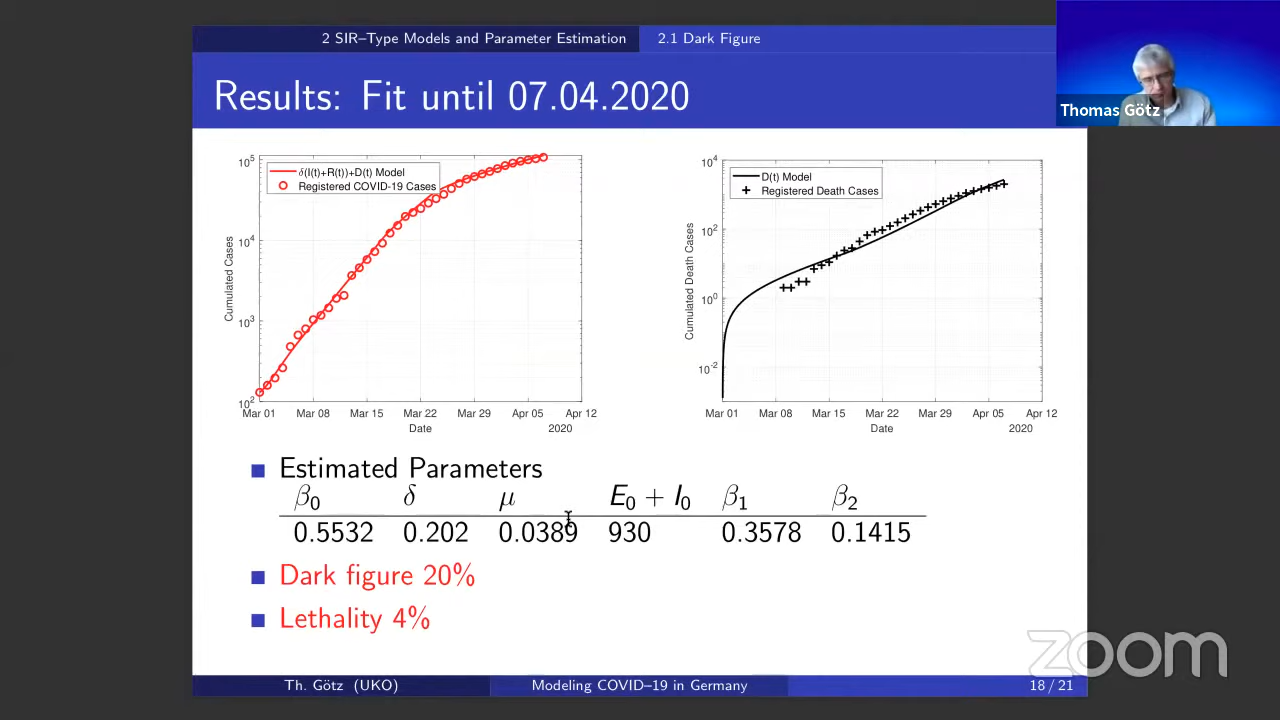 2 SIR–Type Models and Parameter Estimation 2.1 Dark Figure
Results: Fit until 07.04.2020
Thomas Götz
10^5
10^4
10^3
10^2
Cumulated Cases
δ(I(t)+R(t))+D(t) Model
Registered COVID-19 Cases
Mar 01 Mar 08 Mar 15 Mar 22 Mar 29 Apr 05 Apr 12
Date 2020
10^4
10^2
10^0
10^-2
Cumulated Death Cases
D(t) Model
Registered Death Cases
Mar 01 Mar 08 Mar 15 Mar 22 Mar 29 Apr 05 Apr 12
Date 2020
Estimated Parameters
β0 δ μ E0 + I0 β1 β2
0.5532 0.202 0.0389 930 0.3578 0.1415
Dark figure 20%
Lethality 4%
zoom
Th. Götz (UKO) Modeling COVID–19 in Germany 18 / 21